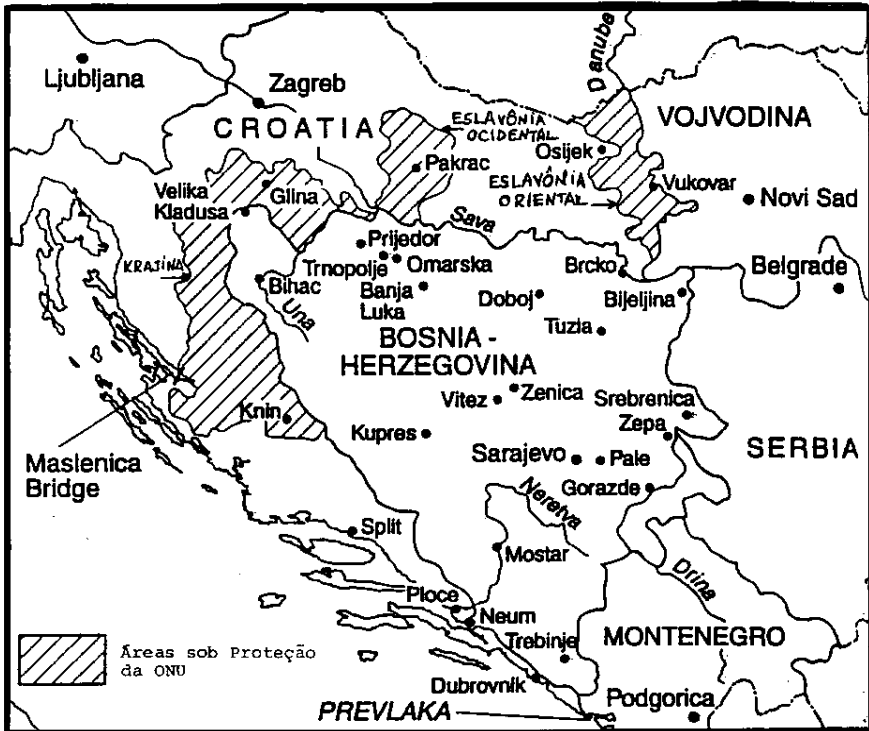 Danube
Ljubljana
Zagreb
CROATIA
ESLAVÔNIA
OCIDENTAL
VOJVODINA
Osijek
Pakrac
ESLAVÔNIA
ORIENTAL
Vukovar
Velika
Kladusa
Glina
Novi Sad
Sava
Prijedor
Trnopolje
Omarska
Brcko
Belgrade
KRAJINA
Bihac
Banja
Luka
Doboj
Bijeljina
Una
Tuzla
BOSNIA -
HERZEGOVINA
Vitez
Zenica
Srebrenica
Zepa
Knin
Kupres
Sarajevo
Pale
SERBIA
Maslenica
Bridge
Gorazde
Neretva
Split
Mostar
Drina
Ploce
Neum
Trebinje
MONTENEGRO
Áreas sob Proteção
da ONU
Dubrovnik
Podgorica
PREVLAKA